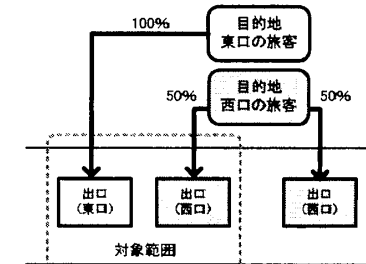 100%
目的地
東口の旅客
目的地
西口の旅客
50%
50%
出口
(東口)
出口
(西口)
出口
(西口)
対象範囲